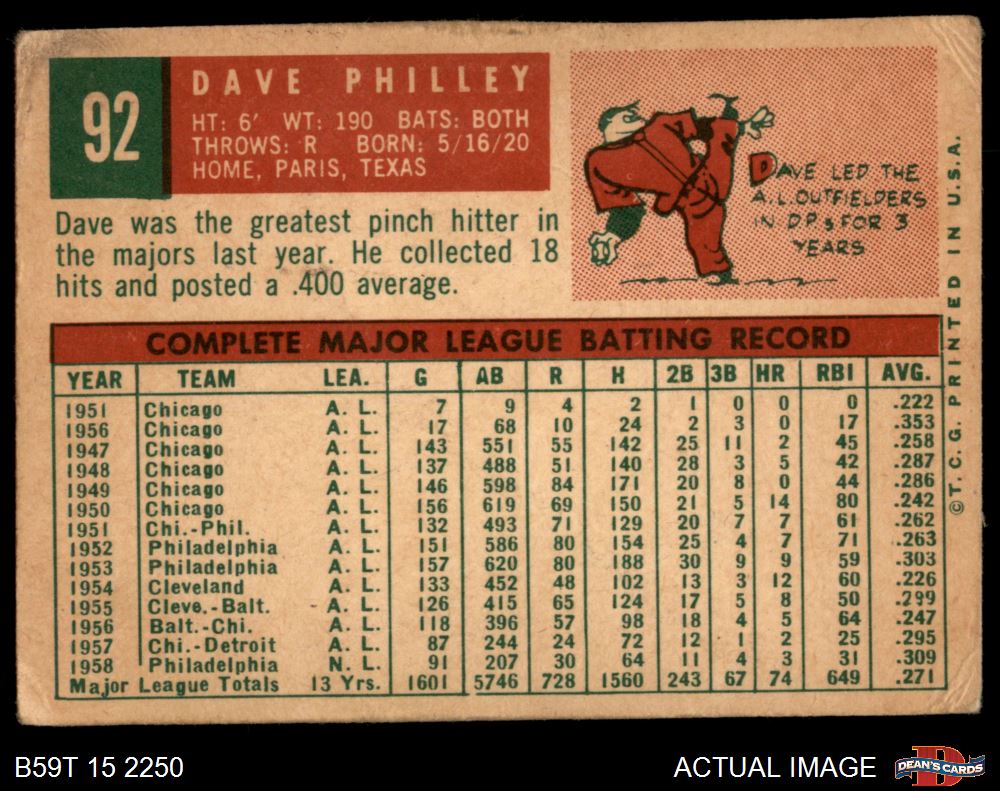 92
DAVE PHILLEY
HT: 6' WT: 190 BATS: BOTH
THROWS: R BORN: 5/16/20
HOME, PARIS, TEXAS
Dave was the greatest pinch hitter in
the majors last year. He collected 18
hits and posted a .400 average.
DAVE LED THE
A.L. OUTFIELDERS
IN D.P.s FOR 3
YEARS
COMPLETE MAJOR LEAGUE BATTING RECORD
YEAR TEAM LEA. G AB R H 2B 3B HR RBI AVG.
1951 Chicago A. L. 7 9 4 2 1 0 0 0 .222
1956 Chicago A. L. 17 68 10 24 2 3 0 17 .353
1947 Chicago A. L. 143 551 55 142 25 11 2 45 .258
1948 Chicago A. L. 137 488 51 140 28 3 5 42 .287
1949 Chicago A. L. 146 598 84 171 20 8 0 44 .286
1950 Chicago A. L. 156 619 69 150 21 5 14 80 .242
1951 Chi.-Phil. A. L. 132 493 71 129 20 7 7 61 .262
1952 Philadelphia A. L. 151 586 80 154 25 4 7 71 .263
1953 Philadelphia A. L. 157 620 80 188 30 9 9 59 .303
1954 Cleveland A. L. 133 452 48 102 13 3 12 60 .226
1955 Cleve.-Balt. A. L. 126 415 65 124 17 5 8 50 .299
1956 Balt.-Chi. A. L. 118 396 57 98 18 4 5 64 .247
1957 Chi.-Detroit A. L. 87 244 24 72 12 1 2 25 .295
1958 Philadelphia N. L. 91 207 30 64 11 4 3 31 .309
Major League Totals 13 Yrs. 1601 5746 728 1560 243 67 74 649 .271
© T. C. G. PRINTED IN U.S.A.
B59T 15 2250
ACTUAL IMAGE
DEAN'S CARDS